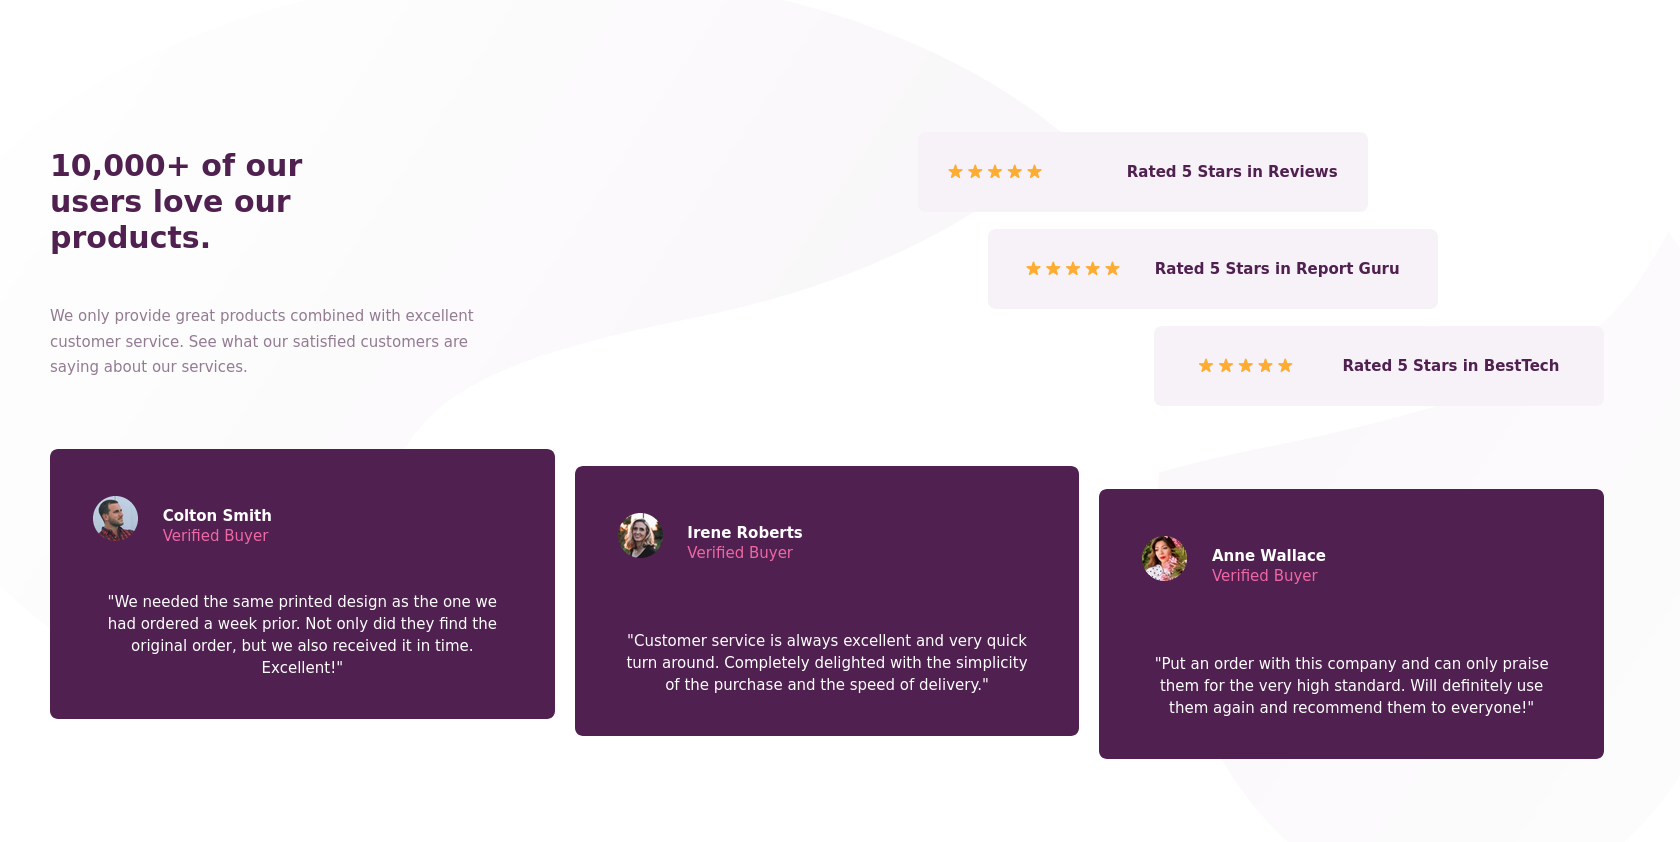 10,000+ of our
users love our
products.
We only provide great products combined with excellent
customer service. See what our satisfied customers are
saying about our services.
Rated 5 Stars in Reviews
Rated 5 Stars in Report Guru
Rated 5 Stars in BestTech
Colton Smith
Verified Buyer
"We needed the same printed design as the one we
had ordered a week prior. Not only did they find the
original order, but we also received it in time.
Excellent!"
Irene Roberts
Verified Buyer
"Customer service is always excellent and very quick
turn around. Completely delighted with the simplicity
of the purchase and the speed of delivery."
Anne Wallace
Verified Buyer
"Put an order with this company and can only praise
them for the very high standard. Will definitely use
them again and recommend them to everyone!"